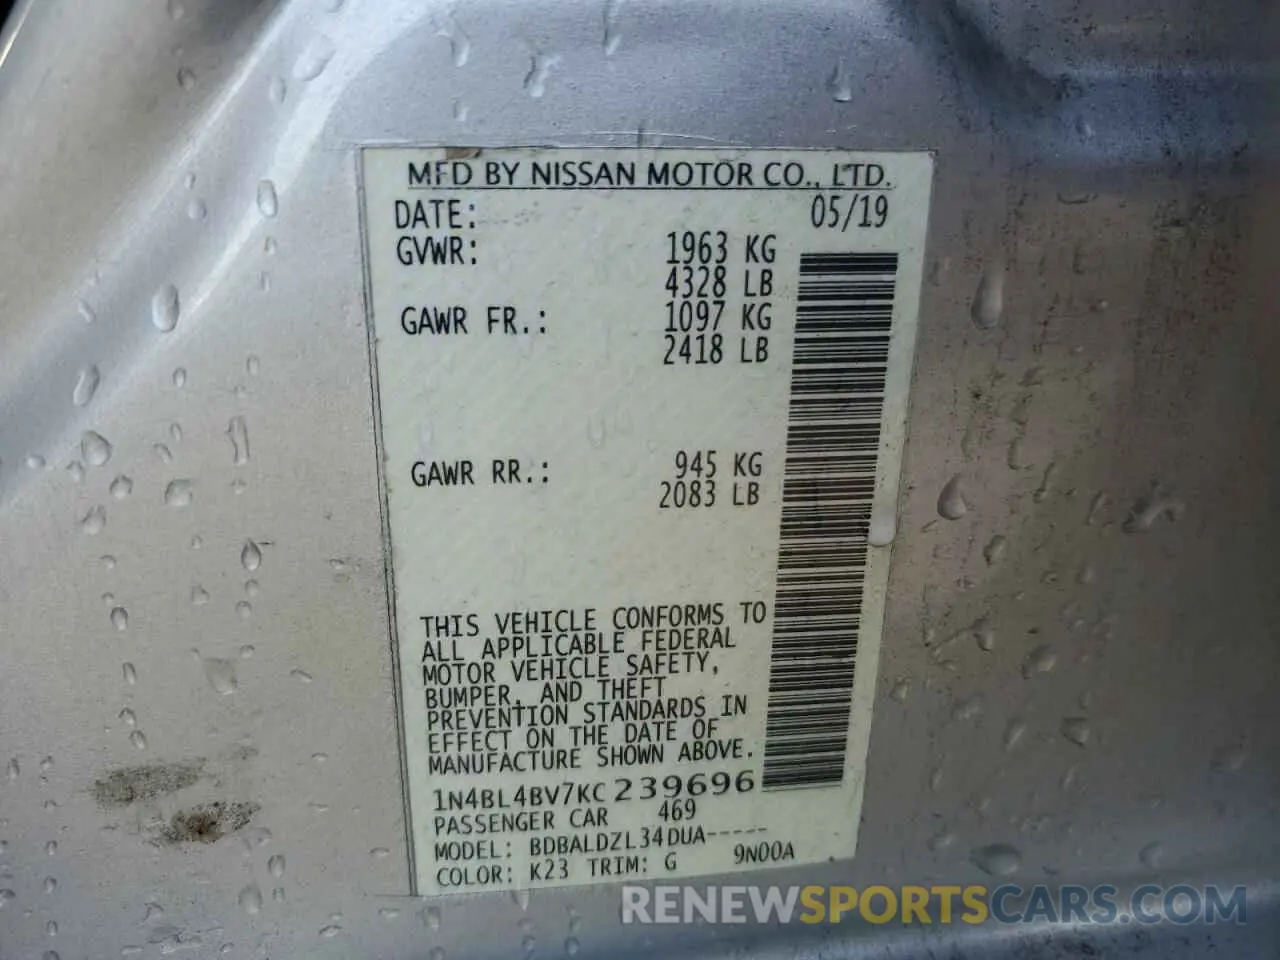 MFD BY NISSAN MOTOR CO., LTD.
DATE: 05/19
GVWR: 1963 KG
4328 LB
GAWR FR.: 1097 KG
2418 LB
GAWR RR.: 945 KG
2083 LB
THIS VEHICLE CONFORMS TO
ALL APPLICABLE FEDERAL
MOTOR VEHICLE SAFETY,
BUMPER, AND THEFT
PREVENTION STANDARDS IN
EFFECT ON THE DATE OF
MANUFACTURE SHOWN ABOVE.
1N4BL4BV7KC239696
PASSENGER CAR 469
MODEL: BDBALDZL34DUA-----
COLOR: K23 TRIM: G 9N00A
RENEWSPORTSCARS.COM